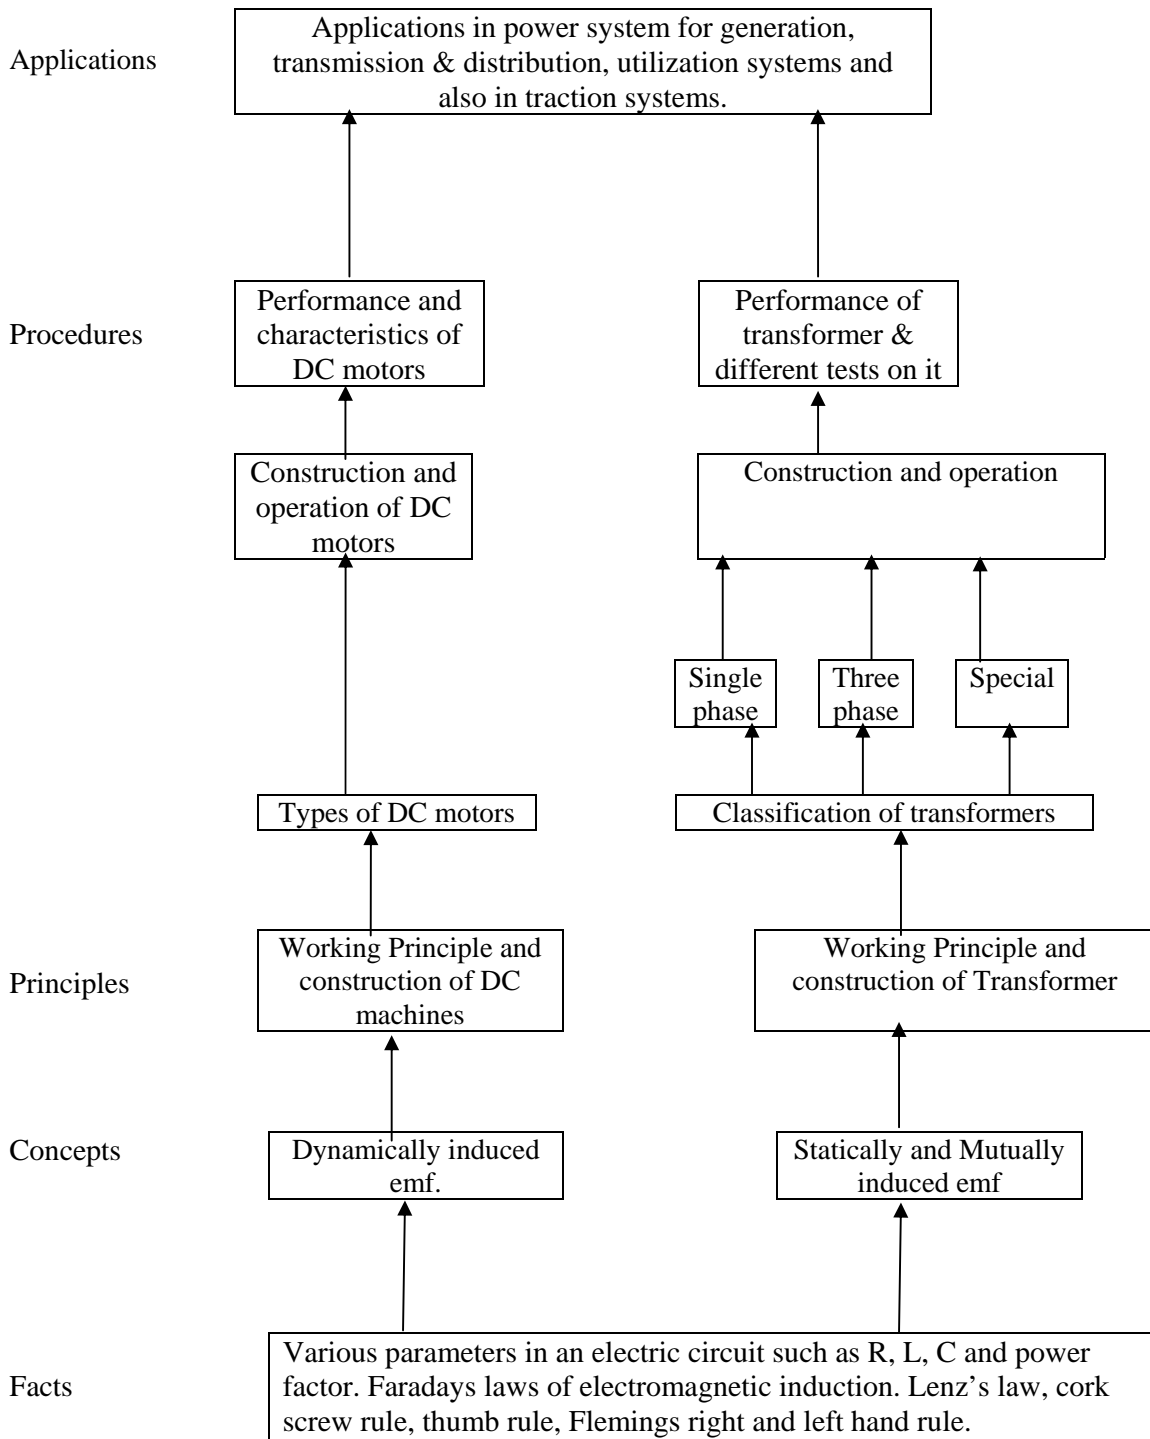 Applications
Applications in power system for generation,
transmission & distribution, utilization systems and
also in traction systems.
Procedures
Performance and
characteristics of
DC motors
Performance of
transformer &
different tests on it
Construction and
operation of DC
motors
Construction and operation
Single
phase
Three
phase
Special
Types of DC motors
Classification of transformers
Principles
Working Principle and
construction of DC
machines
Working Principle and
construction of Transformer
Concepts
Dynamically induced
emf.
Statically and Mutually
induced emf
Facts
Various parameters in an electric circuit such as R, L, C and power
factor. Faradays laws of electromagnetic induction. Lenz’s law, cork
screw rule, thumb rule, Flemings right and left hand rule.